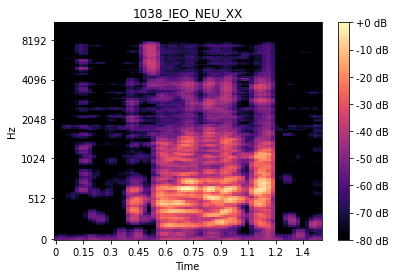 1038_IEO_NEU_XX
+0 dB
8192
-10 dB
4096
-20 dB
-30 dB
2048
Hz
-40 dB
1024
-50 dB
512
-60 dB
-70 dB
0
-80 dB
0 0.15 0.3 0.45 0.6 0.75 0.9 1.1 1.2 1.4
Time